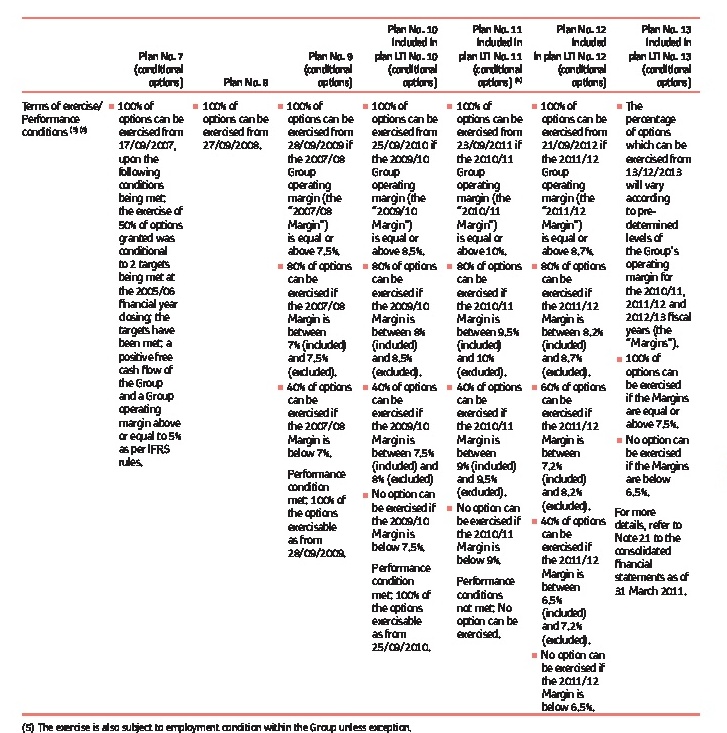 Plan No. 7
(conditional
options)
Plan No. 8
Plan No. 9
(conditional
options)
Plan No. 10
included in
plan LTI No. 10
(conditional
options)
Plan No. 11
included in
plan LTI No. 11
(conditional
options) (6)
Plan No. 12
included
in plan LTI No. 12
(conditional
options)
Plan No. 13
included in
plan LTI No. 13
(conditional
options)
Terms of exercise/
Performance
conditions (5)
■ 100% of
options can be
exercised from
17/09/2007,
upon the
following
conditions
being met;
the exercise of
50% of options
granted was
conditional
to 2 targets
being met at
the 2005/06
financial year
closing; the
targets have
been met; a
positive free
cash flow of
the Group
and a Group
operating
margin above
or equal to 5%
as per IFRS
rules.
■ 100% of
options can be
exercised from
27/09/2008.
■ 100% of
options can be
exercised from
28/09/2009 if
the 2007/08
Group
operating
margin (the
“2007/08
Margin”)
is equal or
above 7.5%.
■ 80% of options
can be
exercised if
the 2007/08
Margin is
between
7% (included)
and 7.5%
(excluded).
■ 40% of options
can be
exercised if
the 2007/08
Margin is
below 7%.
Performance
condition
met: 100% of
the options
exercisable
as from
28/09/2009.
■ 100% of
options can be
exercised from
25/09/2010 if
the 2009/10
Group
operating
margin (the
“2009/10
Margin”)
is equal or
above 8.5%.
■ 80% of options
can be
exercised if
the 2009/10
Margin is
between 8%
(included)
and 8.5%
(excluded).
■ 40% of options
can be
exercised if
the 2009/10
Margin is
between 7.5%
(included) and
8% (excluded)
■ No option can
be exercised if
the 2009/10
Margin is
below 7.5%.
Performance
condition
met: 100% of
the options
exercisable
as from
25/09/2010.
■ 100% of
options can be
exercised from
23/09/2011 if
the 2010/11
Group
operating
margin (the
“2010/11
Margin”)
is equal or
above 10%.
■ 80% of options
can be
exercised if
the 2010/11
Margin is
between 9.5%
(included)
and 10%
(excluded).
■ 40% of options
can be
exercised if
the 2010/11
Margin is
between
9% (included)
and 9.5%
(excluded).
■ No option can
be exercised if
the 2010/11
Margin is
below 9%.
Performance
conditions
not met: No
option can be
exercised.
■ 100% of
options can be
exercised from
21/09/2012 if
the 2011/12
Group
operating
margin (the
“2011/12
Margin”)
is equal or
above 8.7%.
■ 80% of options
can be
exercised if
the 2011/12
Margin is
between 8.2%
(included)
and 8.7%
(excluded).
■ 60% of options
can be
exercised if
the 2011/12
Margin is
between
7.2%
(included)
and 8.2%
(excluded).
■ 40% of options
can be
exercised if
the 2011/12
Margin is
between
6.5%
(included)
and 7.2%
(excluded).
■ No option can
be exercised if
the 2011/12
Margin is
below 6.5%.
■ The
percentage
of options
which can be
exercised from
13/12/2013
will vary
according
to pre-
determined
levels of
the Group’s
operating
margin for
the 2010/11,
2011/12 and
2012/13 fiscal
years (the
“Margins”).
■ 100% of
options can
be exercised
if the Margins
are equal or
above 7.5%.
■ No option can
be exercised
if the Margins
are below
6.5%.
For more
details, refer to
Note 21 to the
consolidated
financial
statements as of
31 March 2011.
(5) The exercise is also subject to employment condition within the Group unless exception.